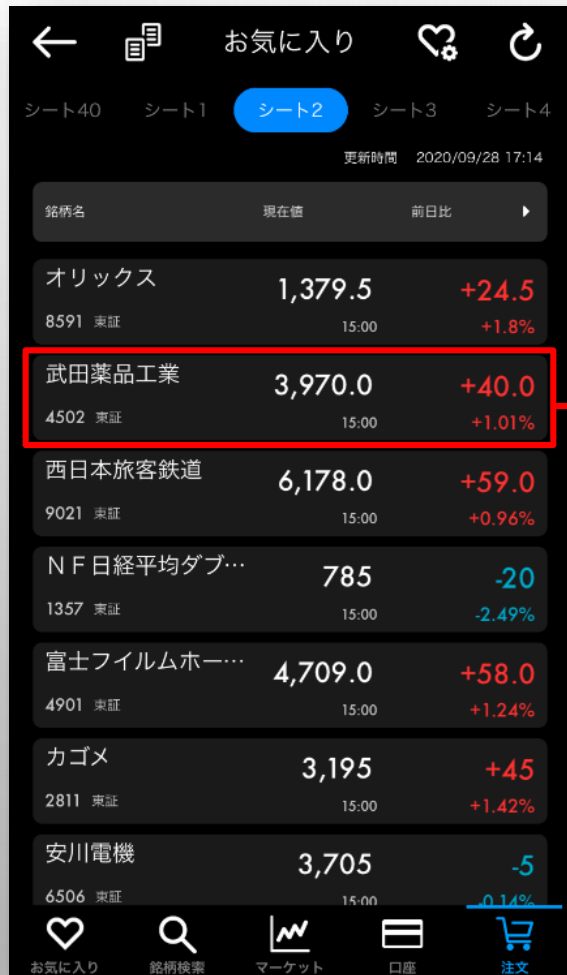 お気に入り
シート40 シート1 シート2 シート3 シート4
更新時間 2020/09/28 17:14
銘柄名 現在値 前日比
オリックス 1,379.5 +24.5
8591 東証 15:00 +1.8%
武田薬品工業 3,970.0 +40.0
4502 東証 15:00 +1.01%
西日本旅客鉄道 6,178.0 +59.0
9021 東証 15:00 +0.96%
ＮＦ日経平均ダブ… 785 -20
1357 東証 15:00 -2.49%
富士フイルムホー… 4,709.0 +58.0
4901 東証 15:00 +1.24%
カゴメ 3,195 +45
2811 東証 15:00 +1.42%
安川電機 3,705 -5
6506 東証 15:00 -0.14%
お気に入り 銘柄検索 マーケット 口座 注文